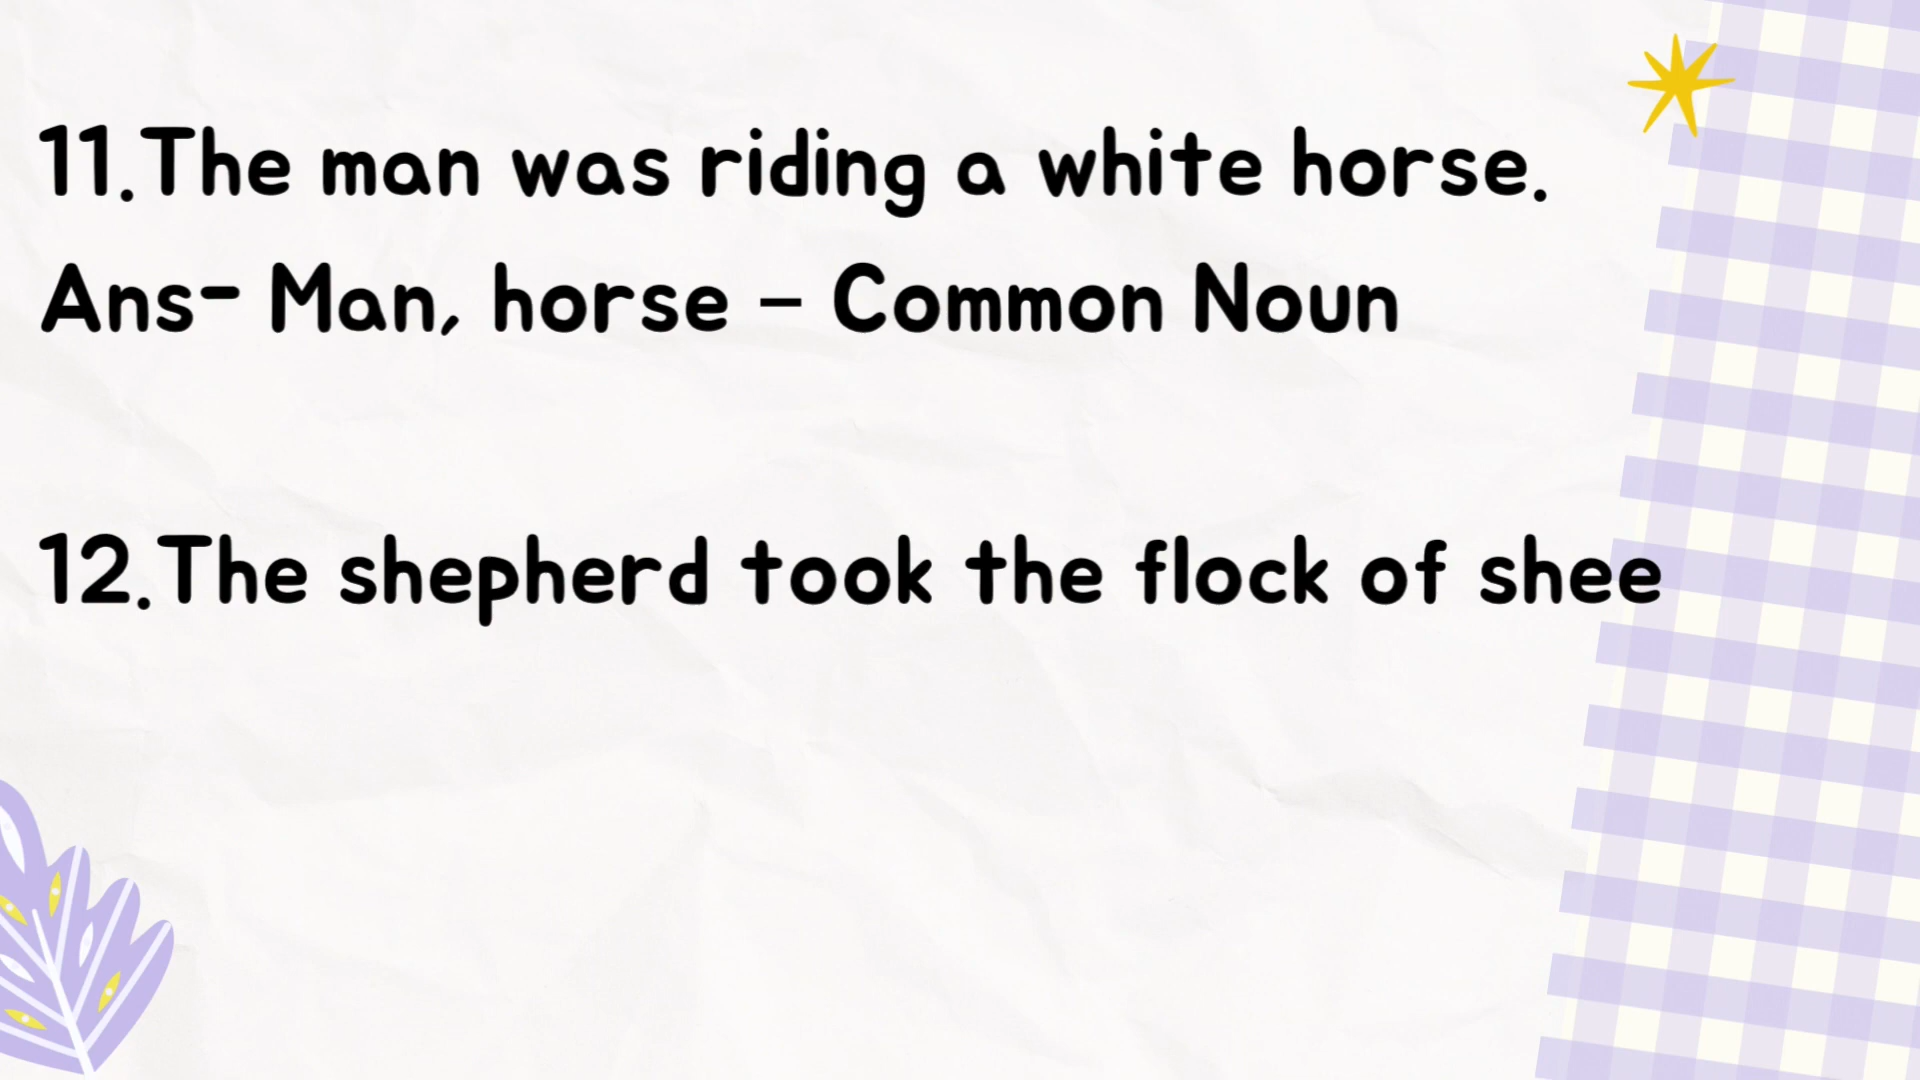 11.The man was riding a white horse.
Ans- Man, horse – Common Noun
12.The shepherd took the flock of shee